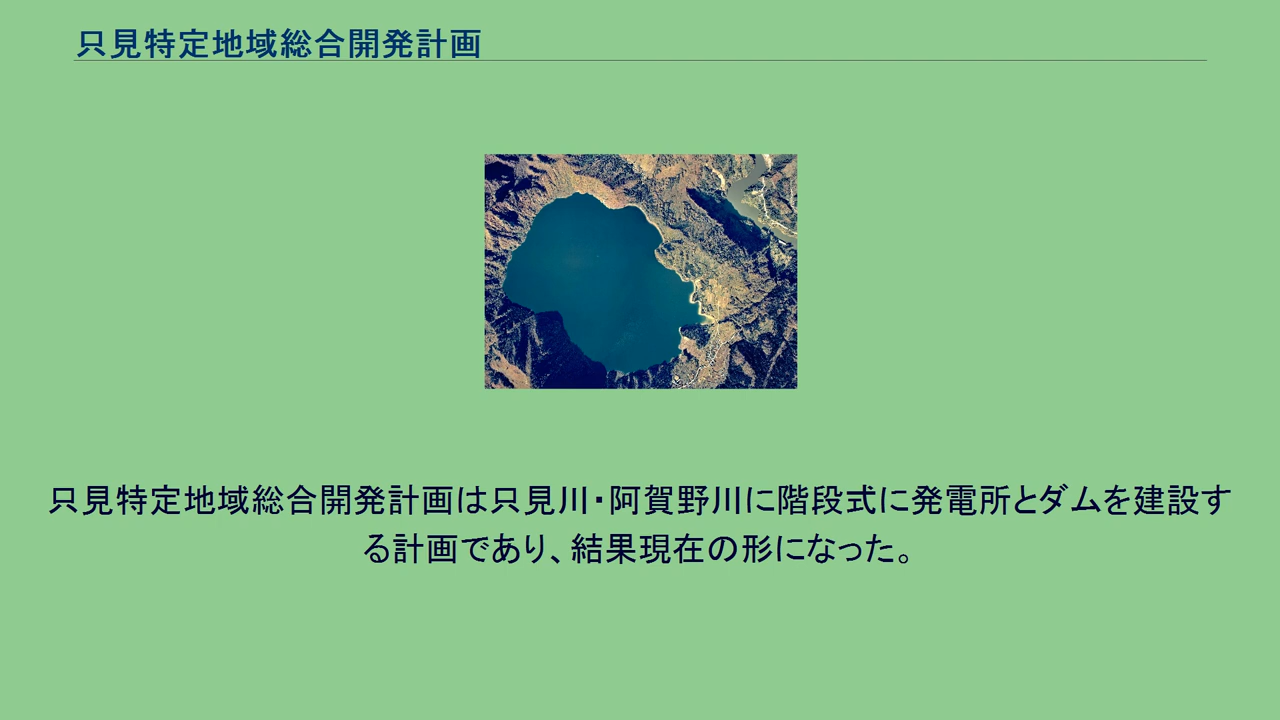 只見特定地域総合開発計画
只見特定地域総合開発計画は只見川・阿賀野川に階段式に発電所とダムを建設す
る計画であり、結果現在の形になった。